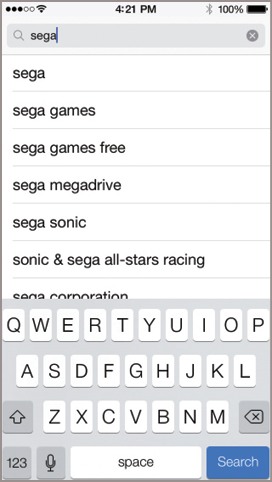 4:21 PM 100%
sega
sega
sega games
sega games free
sega megadrive
sega sonic
sonic & sega all-stars racing
sega corporation
Q W E R T Y U I O P
A S D F G H J K L
Z X C V B N M
123 space Search